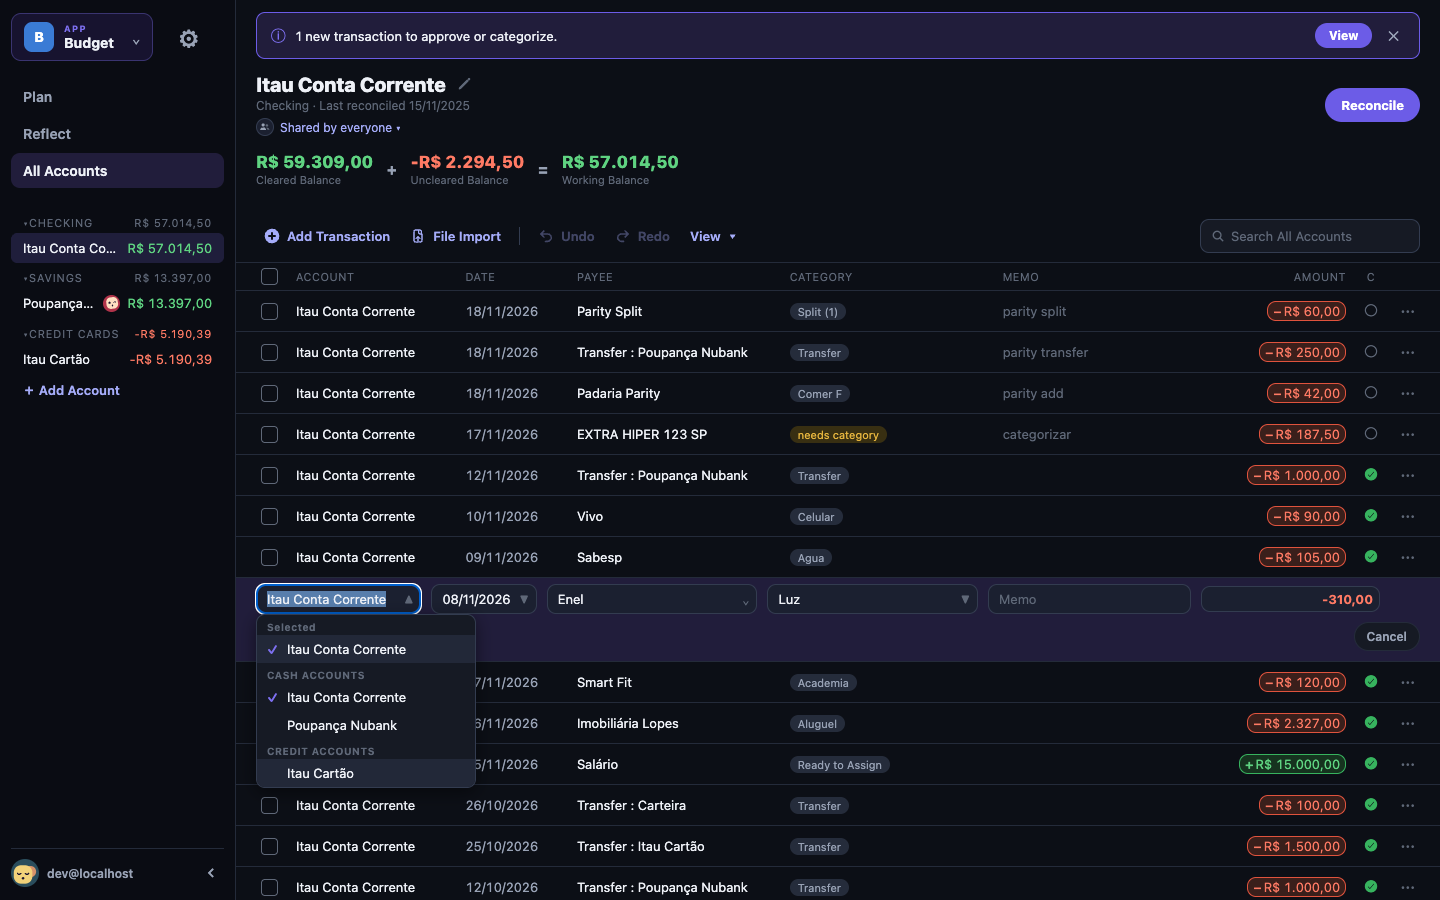 B
APP
Budget
Plan
Reflect
All Accounts
CHECKING R$ 57.014,50
Itau Conta Co... R$ 57.014,50
SAVINGS R$ 13.397,00
Poupança... R$ 13.397,00
CREDIT CARDS -R$ 5.190,39
Itau Cartão -R$ 5.190,39
+ Add Account
dev@localhost
1 new transaction to approve or categorize.
View
Itau Conta Corrente
Checking · Last reconciled 15/11/2025
Shared by everyone
Reconcile
R$ 59.309,00 + -R$ 2.294,50 = R$ 57.014,50
Cleared Balance Uncleared Balance Working Balance
Add Transaction File Import Undo Redo View
Search All Accounts
ACCOUNT DATE PAYEE CATEGORY MEMO AMOUNT C
Itau Conta Corrente 18/11/2026 Parity Split Split (1) parity split −R$ 60,00
Itau Conta Corrente 18/11/2026 Transfer : Poupança Nubank Transfer parity transfer −R$ 250,00
Itau Conta Corrente 18/11/2026 Padaria Parity Comer F parity add −R$ 42,00
Itau Conta Corrente 17/11/2026 EXTRA HIPER 123 SP needs category categorizar −R$ 187,50
Itau Conta Corrente 12/11/2026 Transfer : Poupança Nubank Transfer −R$ 1.000,00
Itau Conta Corrente 10/11/2026 Vivo Celular −R$ 90,00
Itau Conta Corrente 09/11/2026 Sabesp Agua −R$ 105,00
Itau Conta Corrente 08/11/2026 Enel Luz Memo -310,00
Cancel
Selected
Itau Conta Corrente
CASH ACCOUNTS
Itau Conta Corrente
Poupança Nubank
CREDIT ACCOUNTS
Itau Cartão
7/11/2026 Smart Fit Academia −R$ 120,00
6/11/2026 Imobiliária Lopes Aluguel −R$ 2.327,00
5/11/2026 Salário Ready to Assign +R$ 15.000,00
Itau Conta Corrente 26/10/2026 Transfer : Carteira Transfer −R$ 100,00
Itau Conta Corrente 25/10/2026 Transfer : Itau Cartão Transfer −R$ 1.500,00
Itau Conta Corrente 12/10/2026 Transfer : Poupança Nubank Transfer −R$ 1.000,00